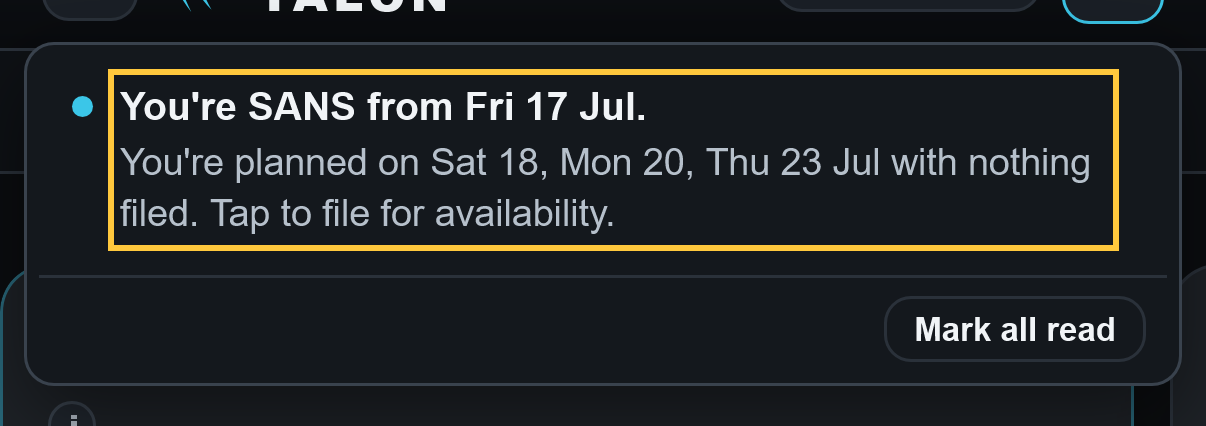 TALON
You're SANS from Fri 17 Jul.
You're planned on Sat 18, Mon 20, Thu 23 Jul with nothing
filed. Tap to file for availability.
Mark all read
i